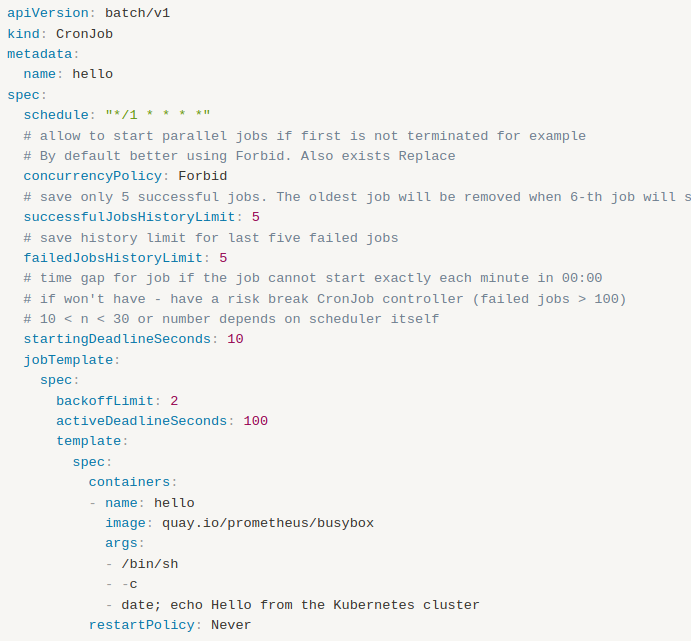 apiVersion: batch/v1
kind: CronJob
metadata:
  name: hello
spec:
  schedule: "*/1 * * * *"
  # allow to start parallel jobs if first is not terminated for example
  # By default better using Forbid. Also exists Replace
  concurrencyPolicy: Forbid
  # save only 5 successful jobs. The oldest job will be removed when 6-th job will s
  successfulJobsHistoryLimit: 5
  # save history limit for last five failed jobs
  failedJobsHistoryLimit: 5
  # time gap for job if the job cannot start exactly each minute in 00:00
  # if won't have - have a risk break CronJob controller (failed jobs > 100)
  # 10 < n < 30 or number depends on scheduler itself
  startingDeadlineSeconds: 10
  jobTemplate:
    spec:
      backoffLimit: 2
      activeDeadlineSeconds: 100
      template:
        spec:
          containers:
          - name: hello
            image: quay.io/prometheus/busybox
            args:
            - /bin/sh
            - -c
            - date; echo Hello from the Kubernetes cluster
          restartPolicy: Never